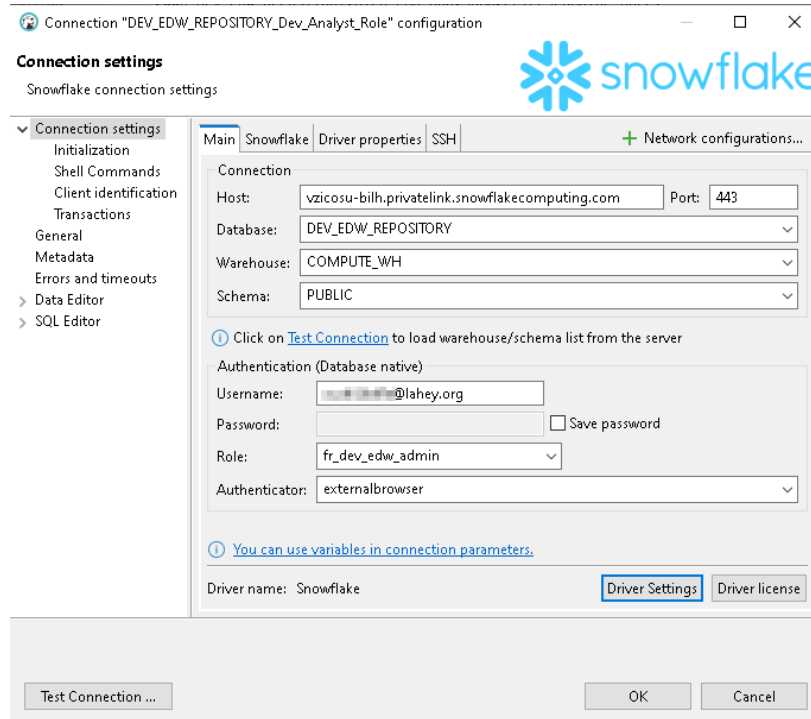 Connection "DEV_EDW_REPOSITORY_Dev_Analyst_Role" configuration
Connection settings
Snowflake connection settings
snowflake
Connection settings
Initialization
Shell Commands
Client identification
Transactions
General
Metadata
Errors and timeouts
Data Editor
SQL Editor
Main Snowflake Driver properties SSH Network configurations...
Connection
Host: vzicosu-bilh.privatelink.snowflakecomputing.com Port: 443
Database: DEV_EDW_REPOSITORY
Warehouse: COMPUTE_WH
Schema: PUBLIC
Click on Test Connection to load warehouse/schema list from the server
Authentication (Database native)
Username: @lahey.org
Password: Save password
Role: fr_dev_edw_admin
Authenticator: externalbrowser
You can use variables in connection parameters.
Driver name: Snowflake Driver Settings Driver license
Test Connection ... OK Cancel